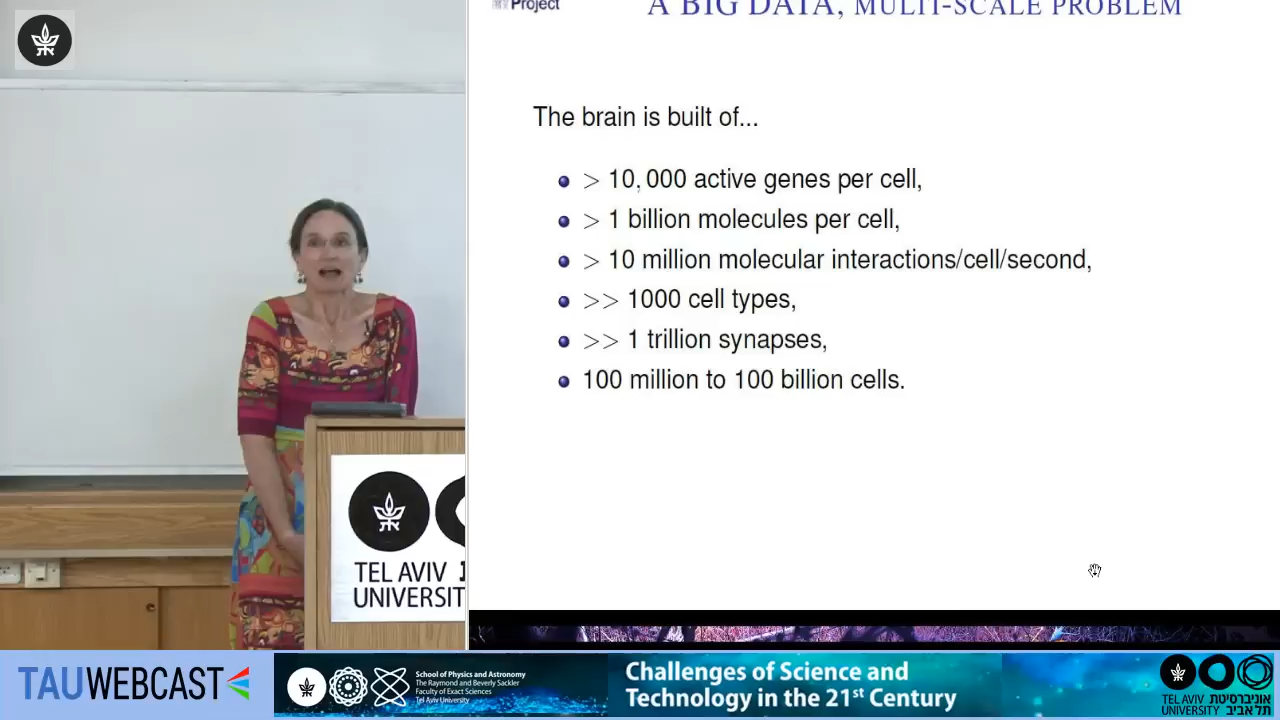 Project
A BIG DATA, MULTI-SCALE PROBLEM
The brain is built of...
> 10,000 active genes per cell,
> 1 billion molecules per cell,
> 10 million molecular interactions/cell/second,
>> 1000 cell types,
>> 1 trillion synapses,
100 million to 100 billion cells.
TEL AVIV
UNIVERSIT
TAUWEBCAST
School of Physics and Astronomy
The Raymond and Beverly Sackler
Faculty of Exact Sciences
Tel Aviv University
Challenges of Science and
Technology in the 21st Century
TEL AVIV אוניברסיטת
UNIVERSITY תל אביב